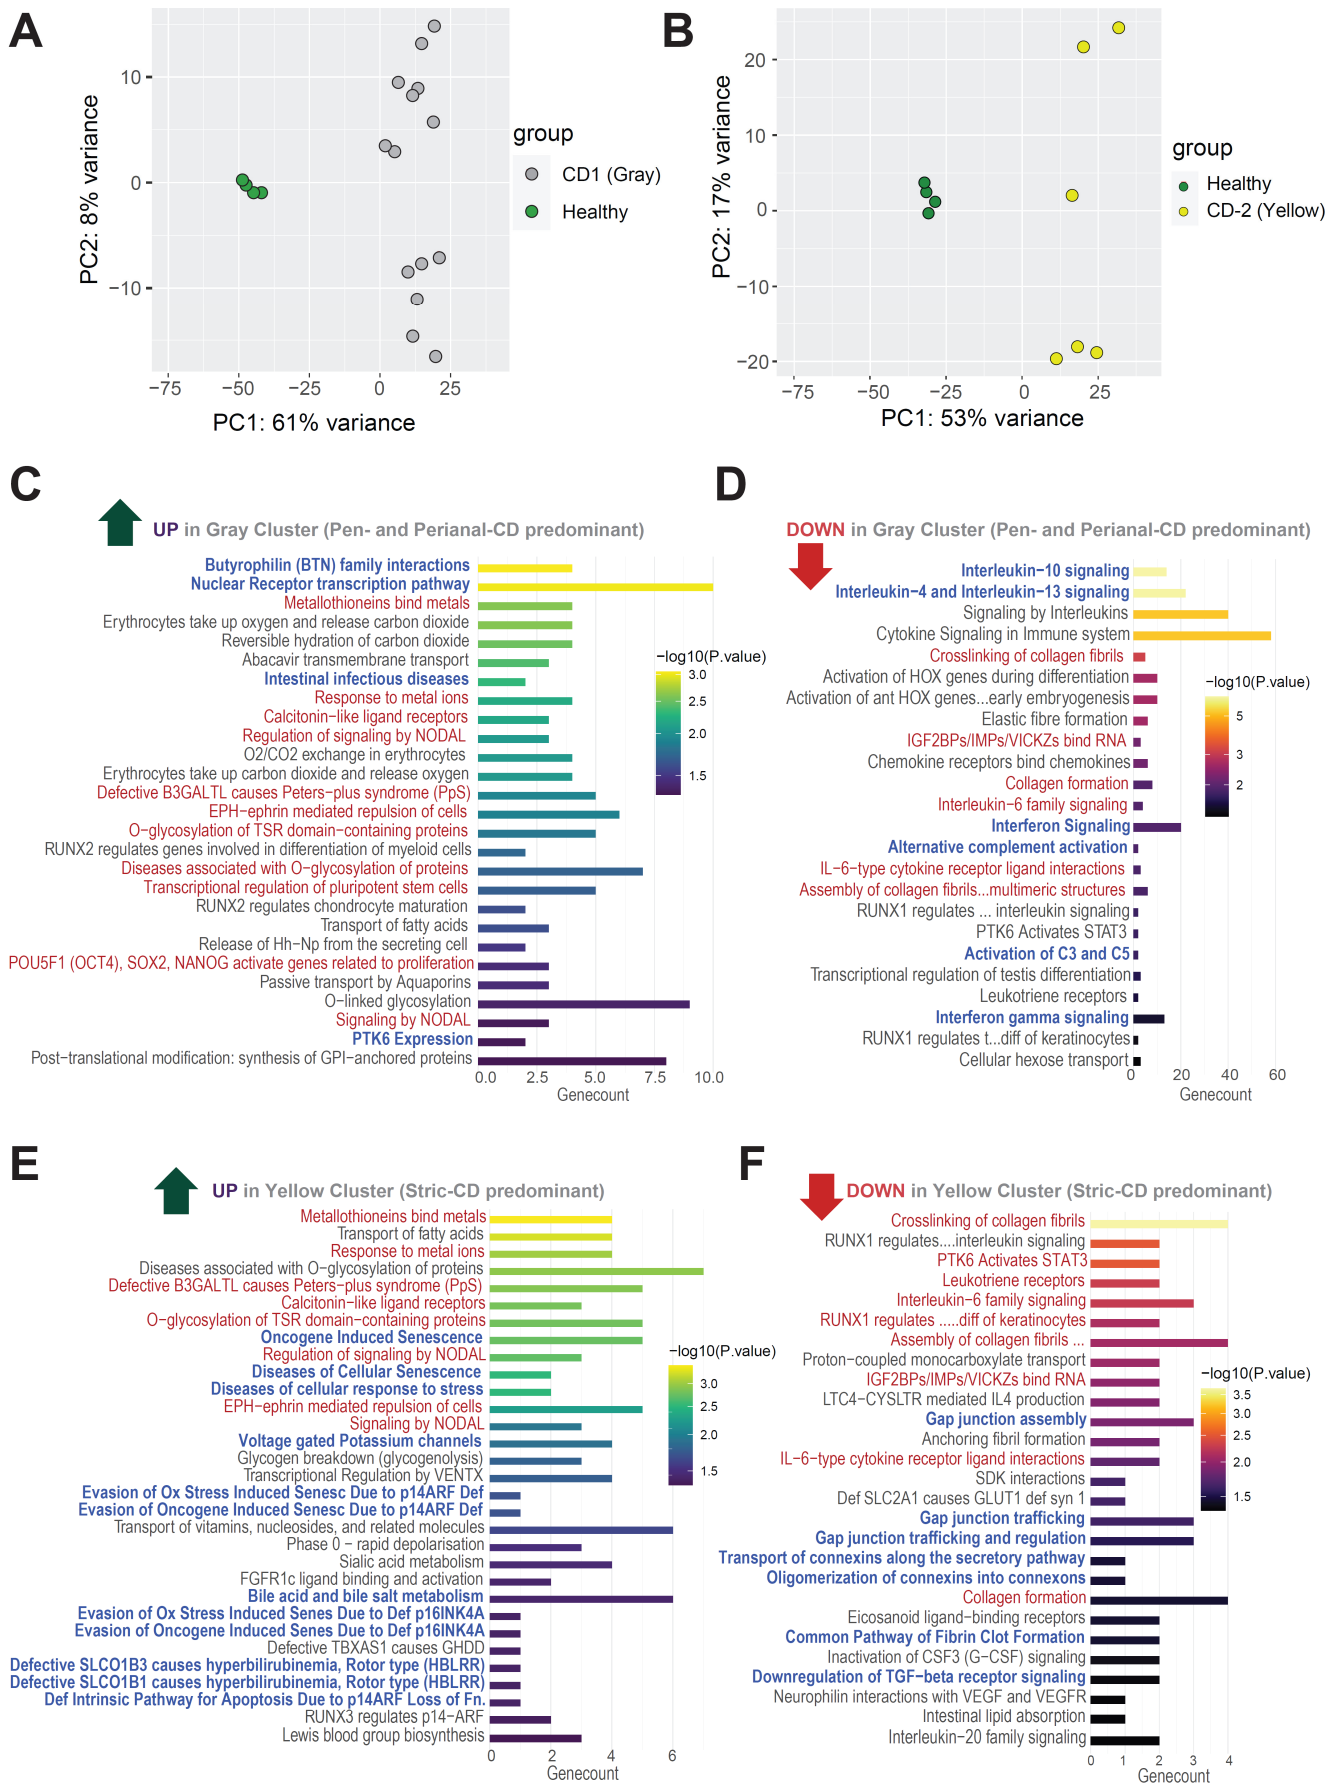 A
B
10
0
−10
PC2: 8% variance
−75
−50
−25
0
25
PC1: 61% variance
group
CD1 (Gray)
Healthy
20
10
0
−10
−20
PC2: 17% variance
−75
−50
−25
0
25
PC1: 53% variance
group
Healthy
CD-2 (Yellow)
C
UP in Gray Cluster (Pen- and Perianal-CD predominant)
Butyrophilin (BTN) family interactions
Nuclear Receptor transcription pathway
Metallothioneins bind metals
Erythrocytes take up oxygen and release carbon dioxide
Reversible hydration of carbon dioxide
Abacavir transmembrane transport
Intestinal infectious diseases
Response to metal ions
Calcitonin−like ligand receptors
Regulation of signaling by NODAL
O2/CO2 exchange in erythrocytes
Erythrocytes take up carbon dioxide and release oxygen
Defective B3GALTL causes Peters−plus syndrome (PpS)
EPH−ephrin mediated repulsion of cells
O−glycosylation of TSR domain−containing proteins
RUNX2 regulates genes involved in differentiation of myeloid cells
Diseases associated with O−glycosylation of proteins
Transcriptional regulation of pluripotent stem cells
RUNX2 regulates chondrocyte maturation
Transport of fatty acids
Release of Hh−Np from the secreting cell
POU5F1 (OCT4), SOX2, NANOG activate genes related to proliferation
Passive transport by Aquaporins
O−linked glycosylation
Signaling by NODAL
PTK6 Expression
Post−translational modification: synthesis of GPI−anchored proteins
0.0
2.5
5.0
7.5
10.0
Genecount
−log10(P.value)
3.0
2.5
2.0
1.5
D
DOWN in Gray Cluster (Pen- and Perianal-CD predominant)
Interleukin−10 signaling
Interleukin−4 and Interleukin−13 signaling
Signaling by Interleukins
Cytokine Signaling in Immune system
Crosslinking of collagen fibrils
Activation of HOX genes during differentiation
Activation of ant HOX genes...early embryogenesis
Elastic fibre formation
IGF2BPs/IMPs/VICKZs bind RNA
Chemokine receptors bind chemokines
Collagen formation
Interleukin−6 family signaling
Interferon Signaling
Alternative complement activation
IL−6−type cytokine receptor ligand interactions
Assembly of collagen fibrils...multimeric structures
RUNX1 regulates ... interleukin signaling
PTK6 Activates STAT3
Activation of C3 and C5
Transcriptional regulation of testis differentiation
Leukotriene receptors
Interferon gamma signaling
RUNX1 regulates t...diff of keratinocytes
Cellular hexose transport
0
20
40
60
Genecount
−log10(P.value)
5
3
2
E
UP in Yellow Cluster (Stric-CD predominant)
Metallothioneins bind metals
Transport of fatty acids
Response to metal ions
Diseases associated with O−glycosylation of proteins
Defective B3GALTL causes Peters−plus syndrome (PpS)
Calcitonin−like ligand receptors
O−glycosylation of TSR domain−containing proteins
Oncogene Induced Senescence
Regulation of signaling by NODAL
Diseases of Cellular Senescence
Diseases of cellular response to stress
EPH−ephrin mediated repulsion of cells
Signaling by NODAL
Voltage gated Potassium channels
Glycogen breakdown (glycogenolysis)
Transcriptional Regulation by VENTX
Evasion of Ox Stress Induced Senesc Due to p14ARF Def
Evasion of Oncogene Induced Senesc Due to p14ARF Def
Transport of vitamins, nucleosides, and related molecules
Phase 0 − rapid depolarisation
Sialic acid metabolism
FGFR1c ligand binding and activation
Bile acid and bile salt metabolism
Evasion of Ox Stress Induced Senes Due to Def p16INK4A
Evasion of Oncogene Induced Senes Due to Def p16INK4A
Defective TBXAS1 causes GHDD
Defective SLCO1B3 causes hyperbilirubinemia, Rotor type (HBLRR)
Defective SLCO1B1 causes hyperbilirubinemia, Rotor type (HBLRR)
Def Intrinsic Pathway for Apoptosis Due to p14ARF Loss of Fn.
RUNX3 regulates p14−ARF
Lewis blood group biosynthesis
0
2
4
6
Genecount
−log10(P.value)
3.0
2.5
2.0
1.5
F
DOWN in Yellow Cluster (Stric-CD predominant)
Crosslinking of collagen fibrils
RUNX1 regulates....interleukin signaling
PTK6 Activates STAT3
Leukotriene receptors
Interleukin−6 family signaling
RUNX1 regulates .....diff of keratinocytes
Assembly of collagen fibrils ...
Proton−coupled monocarboxylate transport
IGF2BPs/IMPs/VICKZs bind RNA
LTC4−CYSLTR mediated IL4 production
Gap junction assembly
Anchoring fibril formation
IL−6−type cytokine receptor ligand interactions
SDK interactions
Def SLC2A1 causes GLUT1 def syn 1
Gap junction trafficking
Gap junction trafficking and regulation
Transport of connexins along the secretory pathway
Oligomerization of connexins into connexons
Collagen formation
Eicosanoid ligand−binding receptors
Common Pathway of Fibrin Clot Formation
Inactivation of CSF3 (G−CSF) signaling
Downregulation of TGF−beta receptor signaling
Neurophilin interactions with VEGF and VEGFR
Intestinal lipid absorption
Interleukin−20 family signaling
0
1
2
3
4
Genecount
−log10(P.value)
3.5
3.0
2.5
2.0
1.5